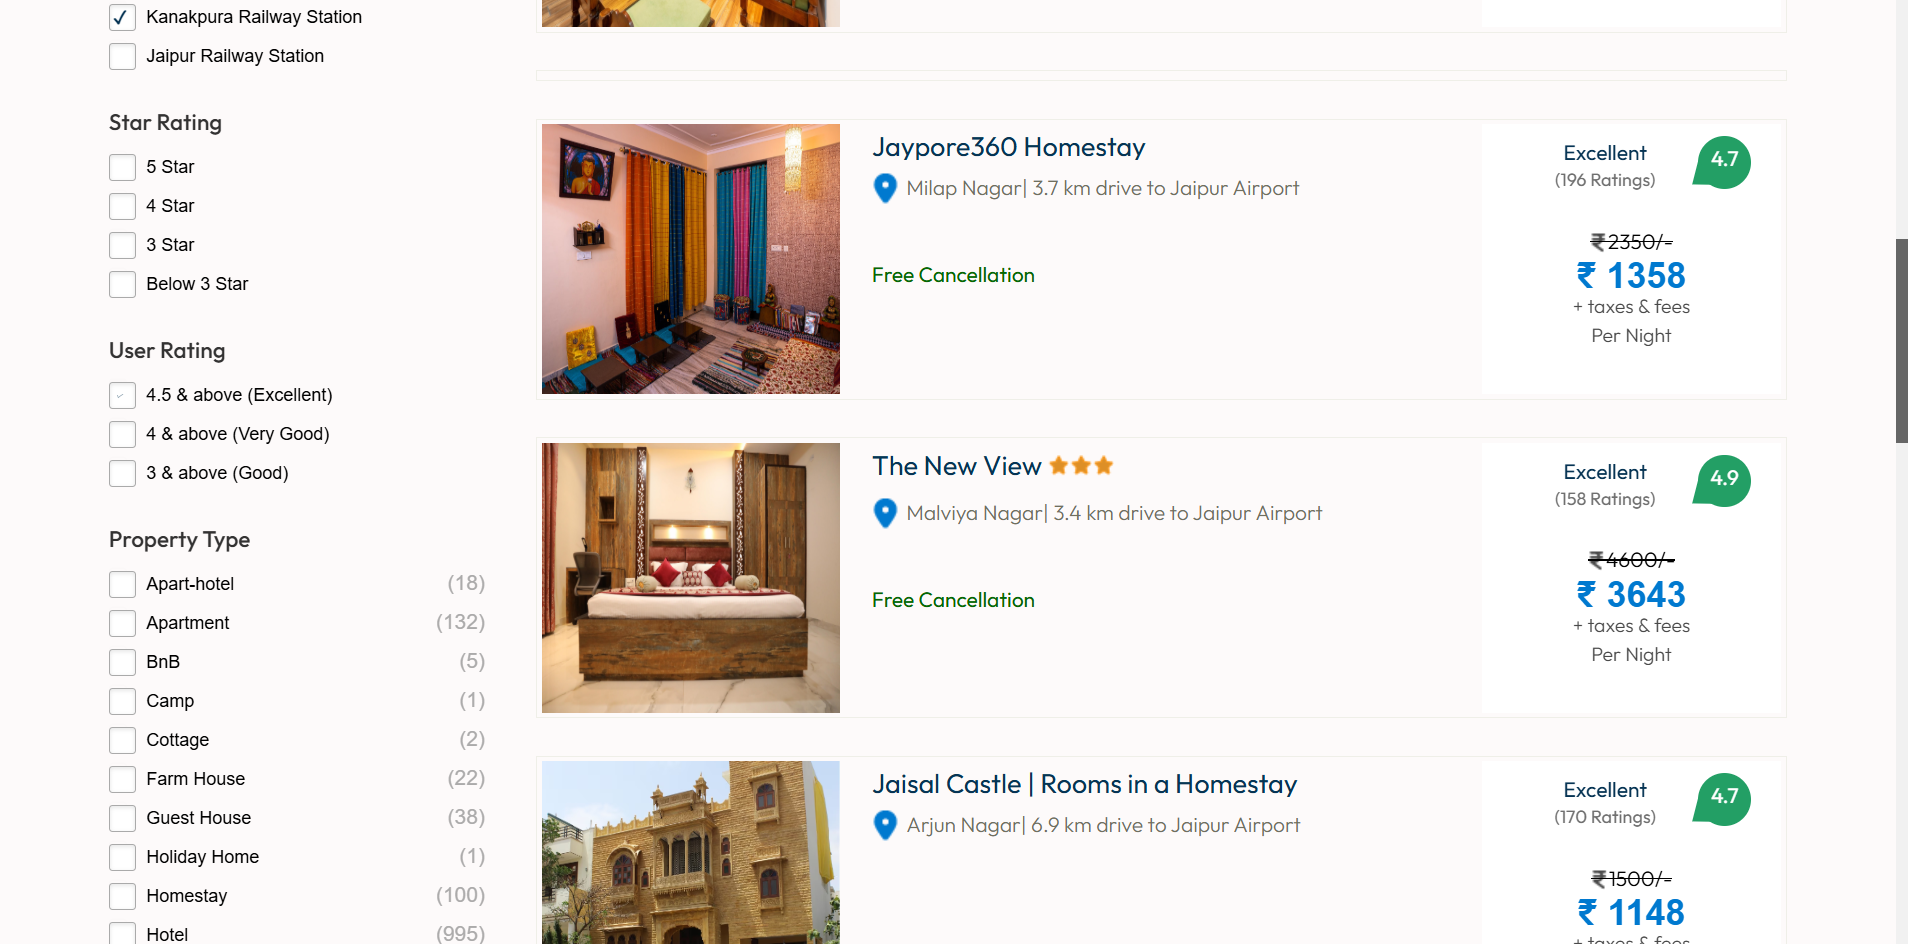 Kanakpura Railway Station
Jaipur Railway Station
Star Rating
5 Star
4 Star
3 Star
Below 3 Star
User Rating
4.5 & above (Excellent)
4 & above (Very Good)
3 & above (Good)
Property Type
Apart-hotel (18)
Apartment (132)
BnB (5)
Camp (1)
Cottage (2)
Farm House (22)
Guest House (38)
Holiday Home (1)
Homestay (100)
Hotel (995)
Jaypore360 Homestay
Milap Nagar| 3.7 km drive to Jaipur Airport
Free Cancellation
Excellent
(196 Ratings)
4.7
₹2350/-
₹ 1358
+ taxes & fees
Per Night
The New View
Malviya Nagar| 3.4 km drive to Jaipur Airport
Free Cancellation
Excellent
(158 Ratings)
4.9
₹4600/-
₹ 3643
+ taxes & fees
Per Night
Jaisal Castle | Rooms in a Homestay
Arjun Nagar| 6.9 km drive to Jaipur Airport
Excellent
(170 Ratings)
4.7
₹1500/-
₹ 1148
+ taxes & fees